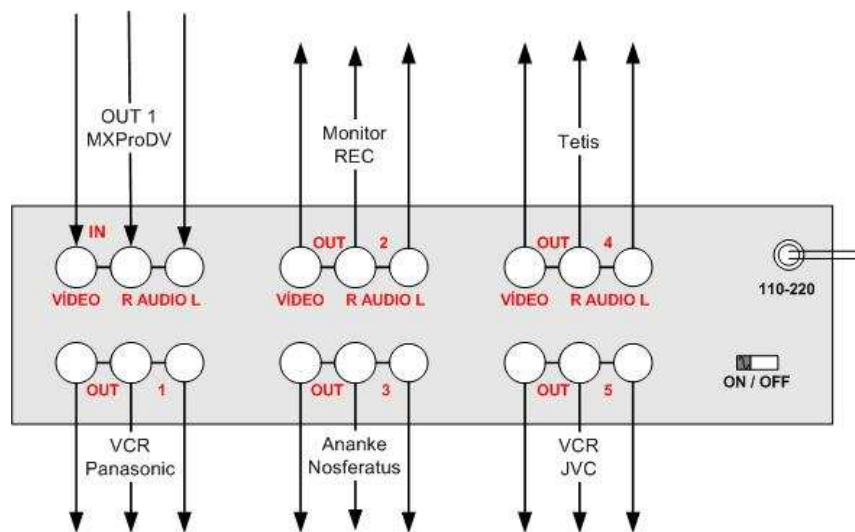 OUT 1
MXProDV
Monitor
REC
Tetis
IN
OUT 2
OUT 4
VÍDEO R AUDIO L
VÍDEO R AUDIO L
VÍDEO R AUDIO L
110-220
OUT 1
OUT 3
OUT 5
ON / OFF
VCR
Panasonic
Ananke
Nosferatus
VCR
JVC